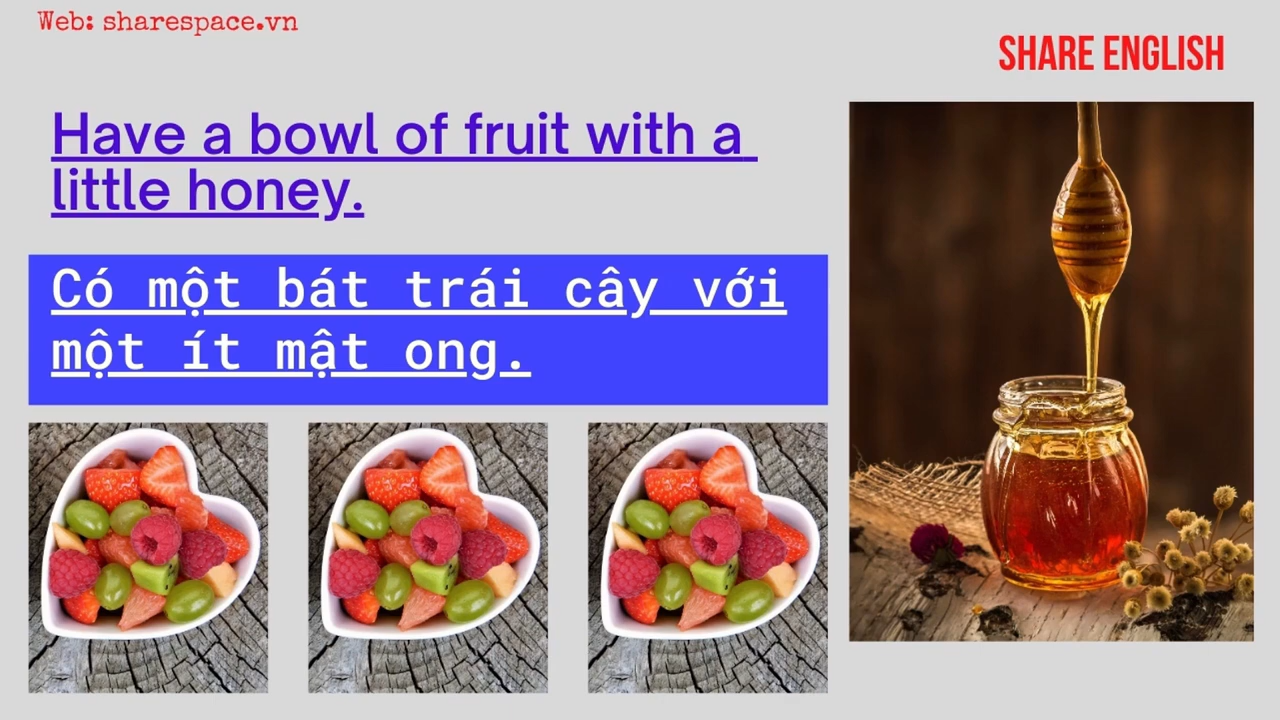 Web: sharespace.vn
SHARE ENGLISH
Have a bowl of fruit with a
little honey.
Có một bát trái cây với
một ít mật ong.